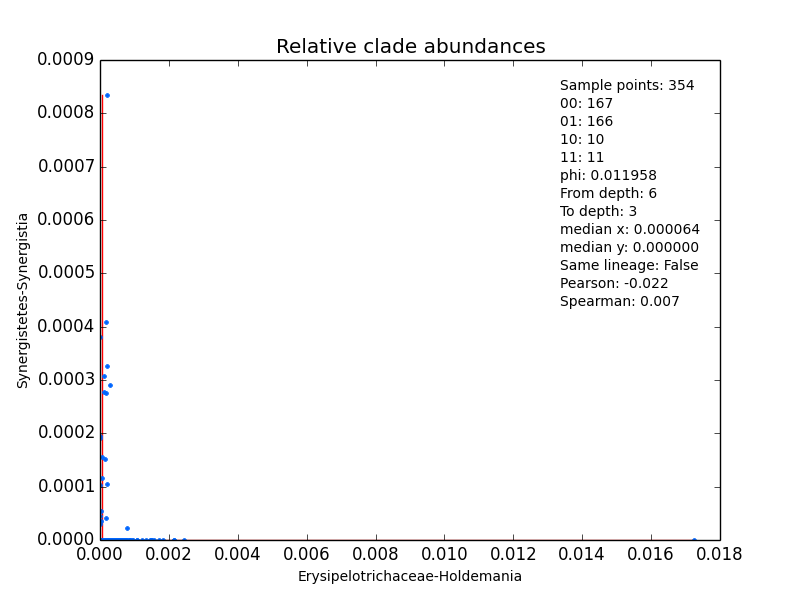 Relative clade abundances
0.0009
0.0008
0.0007
0.0006
0.0005
0.0004
0.0003
0.0002
0.0001
0.0000
Synergistetes-Synergistia
Sample points: 354
00: 167
01: 166
10: 10
11: 11
phi: 0.011958
From depth: 6
To depth: 3
median x: 0.000064
median y: 0.000000
Same lineage: False
Pearson: -0.022
Spearman: 0.007
0.000 0.002 0.004 0.006 0.008 0.010 0.012 0.014 0.016 0.018
Erysipelotrichaceae-Holdemania